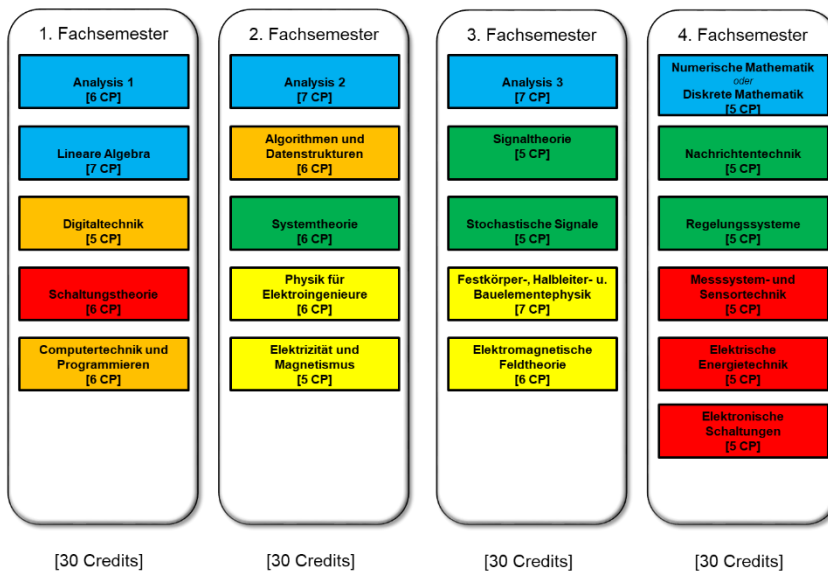 1. Fachsemester
Analysis 1
[6 CP]
Lineare Algebra
[7 CP]
Digitaltechnik
[5 CP]
Schaltungstheorie
[6 CP]
Computertechnik und
Programmieren
[6 CP]
[30 Credits]
2. Fachsemester
Analysis 2
[7 CP]
Algorithmen und
Datenstrukturen
[6 CP]
Systemtheorie
[6 CP]
Physik für
Elektroingenieure
[6 CP]
Elektrizität und
Magnetismus
[5 CP]
[30 Credits]
3. Fachsemester
Analysis 3
[7 CP]
Signaltheorie
[5 CP]
Stochastische Signale
[5 CP]
Festkörper-, Halbleiter- u.
Bauelementephysik
[7 CP]
Elektromagnetische
Feldtheorie
[6 CP]
[30 Credits]
4. Fachsemester
Numerische Mathematik
oder
Diskrete Mathematik
[5 CP]
Nachrichtentechnik
[5 CP]
Regelungssysteme
[5 CP]
Messsystem- und
Sensortechnik
[5 CP]
Elektrische
Energietechnik
[5 CP]
Elektronische
Schaltungen
[5 CP]
[30 Credits]